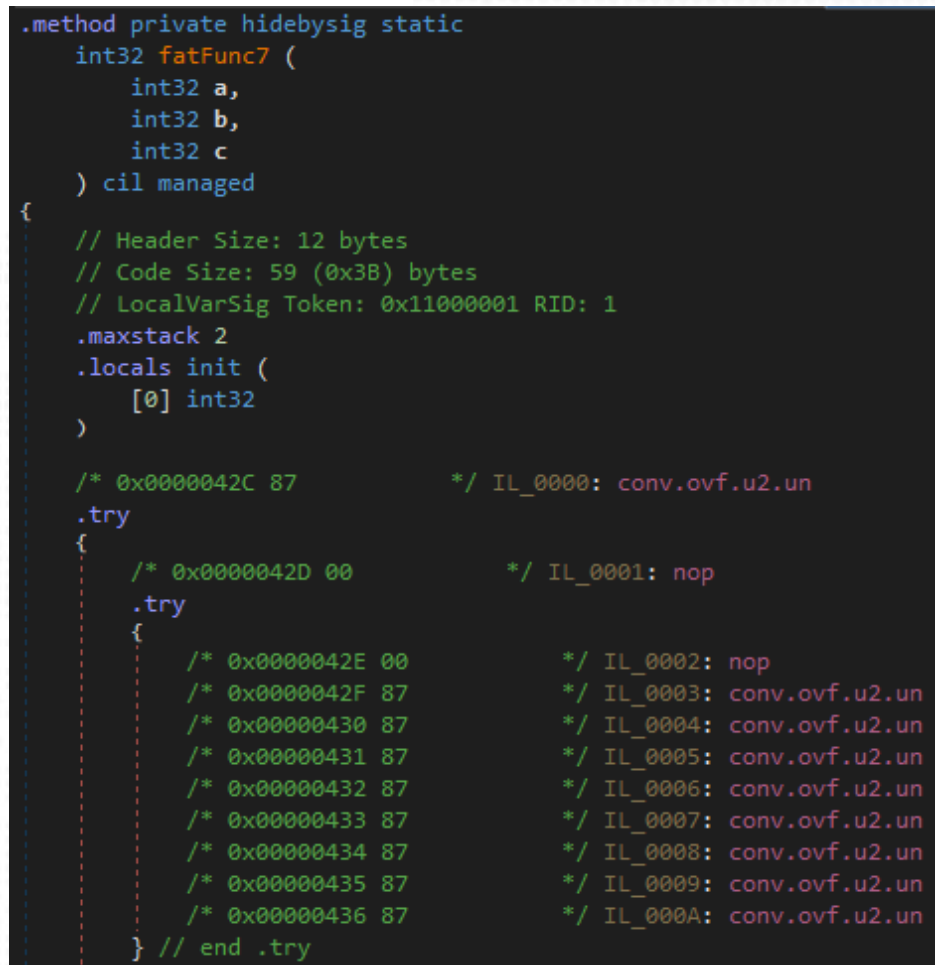 .method private hidebysig static
int32 fatFunc7 (
int32 a,
int32 b,
int32 c
) cil managed
{
// Header Size: 12 bytes
// Code Size: 59 (0x3B) bytes
// LocalVarSig Token: 0x11000001 RID: 1
.maxstack 2
.locals init (
[0] int32
)
/* 0x0000042C 87 */ IL_0000: conv.ovf.u2.un
.try
{
/* 0x0000042D 00 */ IL_0001: nop
.try
{
/* 0x0000042E 00 */ IL_0002: nop
/* 0x0000042F 87 */ IL_0003: conv.ovf.u2.un
/* 0x00000430 87 */ IL_0004: conv.ovf.u2.un
/* 0x00000431 87 */ IL_0005: conv.ovf.u2.un
/* 0x00000432 87 */ IL_0006: conv.ovf.u2.un
/* 0x00000433 87 */ IL_0007: conv.ovf.u2.un
/* 0x00000434 87 */ IL_0008: conv.ovf.u2.un
/* 0x00000435 87 */ IL_0009: conv.ovf.u2.un
/* 0x00000436 87 */ IL_000A: conv.ovf.u2.un
} // end .try